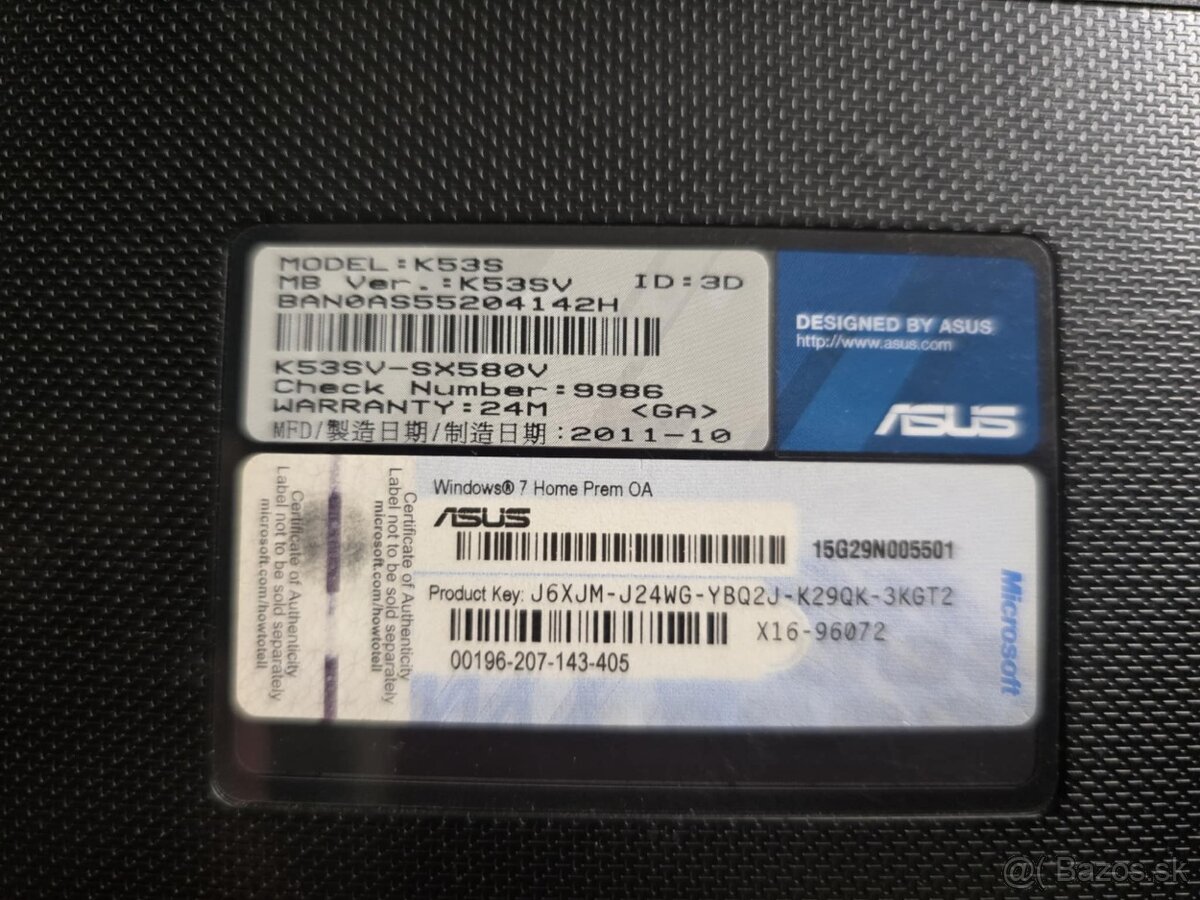 MODEL:K53S
MB Ver.:K53SV ID:3D
BAN0AS55204142H
K53SV-SX580V
Check Number:9986
WARRANTY:24M <GA>
MFD/製造日期/制造日期:2011-10
DESIGNED BY ASUS
http://www.asus.com
ASUS
Certificate of Authenticity
Label not to be sold separately
microsoft.com/howtotell
Certificate of Authenticity
Label not to be sold separately
microsoft.com/howtotell
Windows® 7 Home Prem OA
ASUS
15G29N005501
Product Key: J6XJM-J24WG-YBQ2J-K29QK-3KGT2
X16-96072
00196-207-143-405
Microsoft
@( Bazos.sk